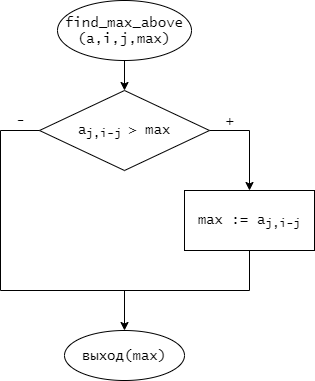 find_max_above
(a,i,j,max)
a_{j,i-j} > max
-
+
max := a_{j,i-j}
выход(max)